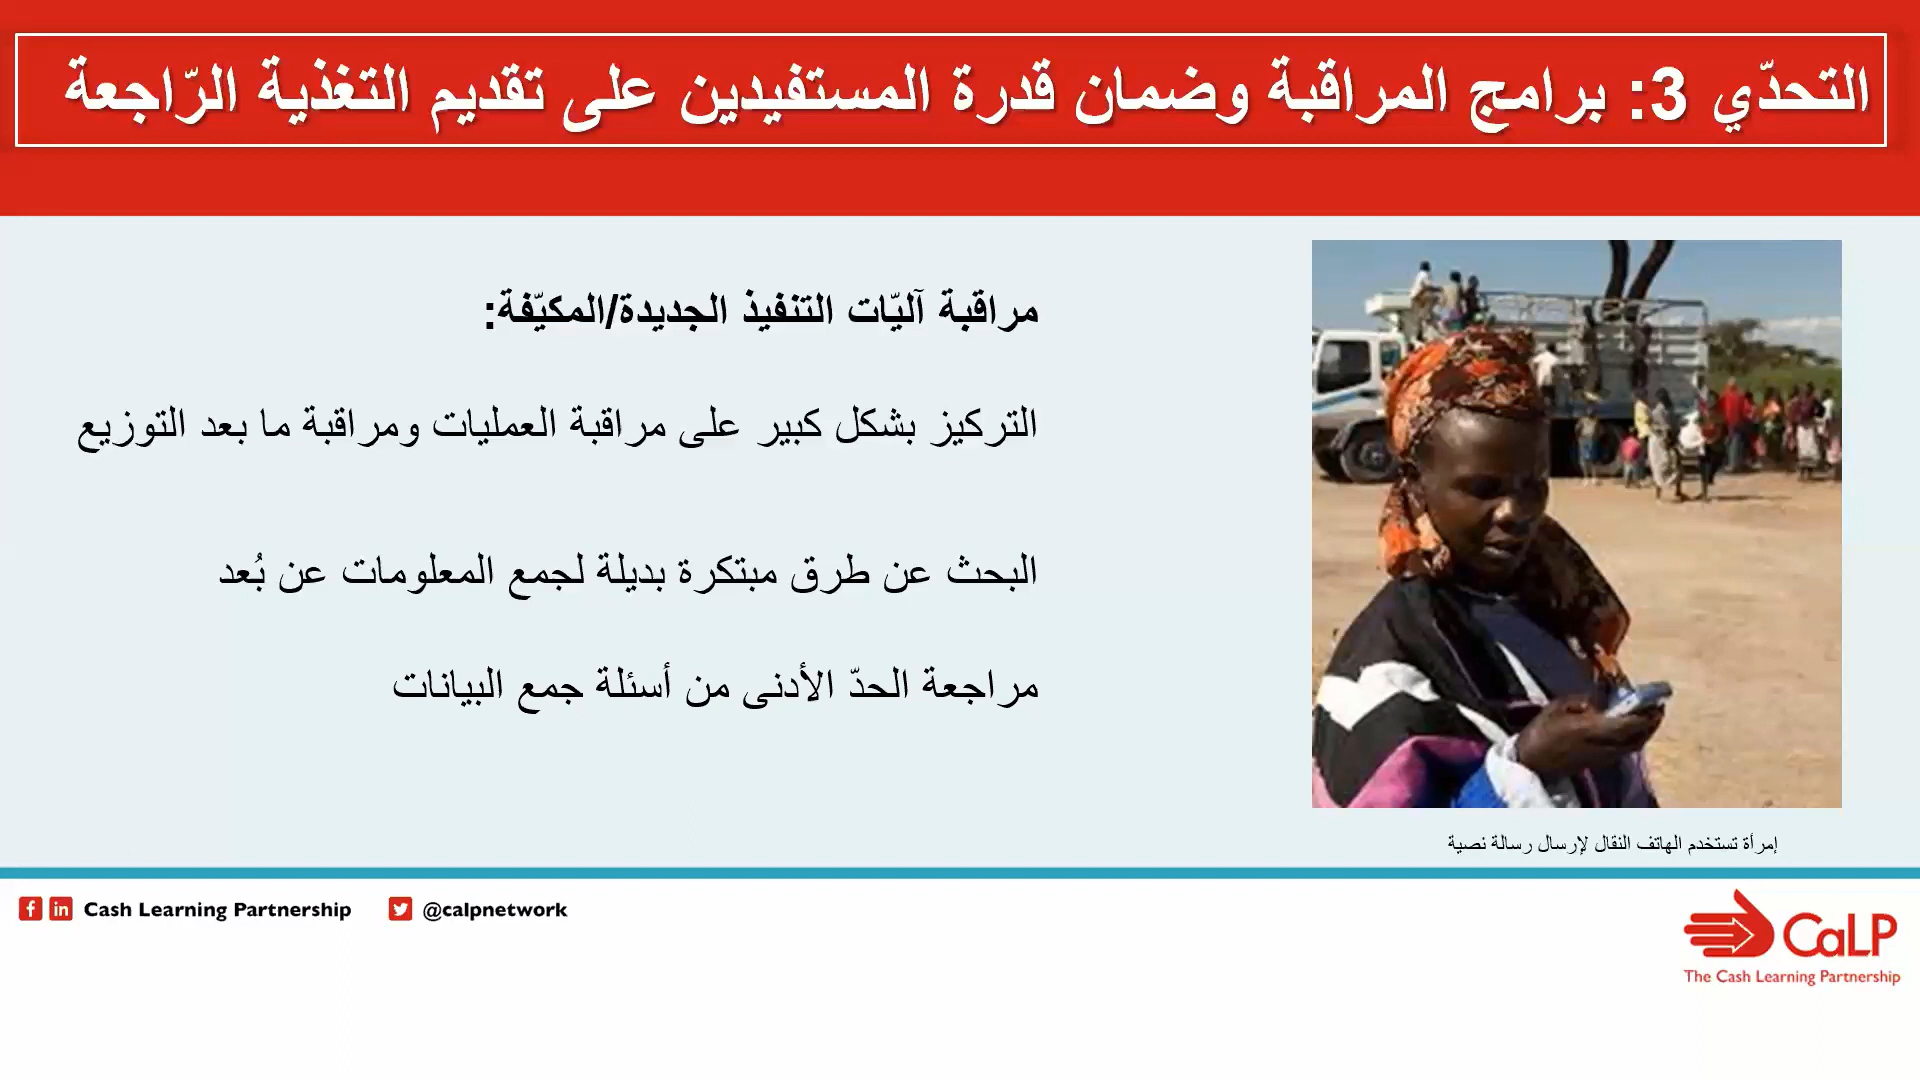 التحدّي 3: برامج المراقبة وضمان قدرة المستفيدين على تقديم التغذية الرّاجعة
مراقبة آليّات التنفيذ الجديدة/المكيّفة:
التركيز بشكل كبير على مراقبة العمليات ومراقبة ما بعد التوزيع
البحث عن طرق مبتكرة بديلة لجمع المعلومات عن بُعد
مراجعة الحدّ الأدنى من أسئلة جمع البيانات
إمرأة تستخدم الهاتف النقال لإرسال رسالة نصية
f in Cash Learning Partnership @calpnetwork
CaLP
The Cash Learning Partnership